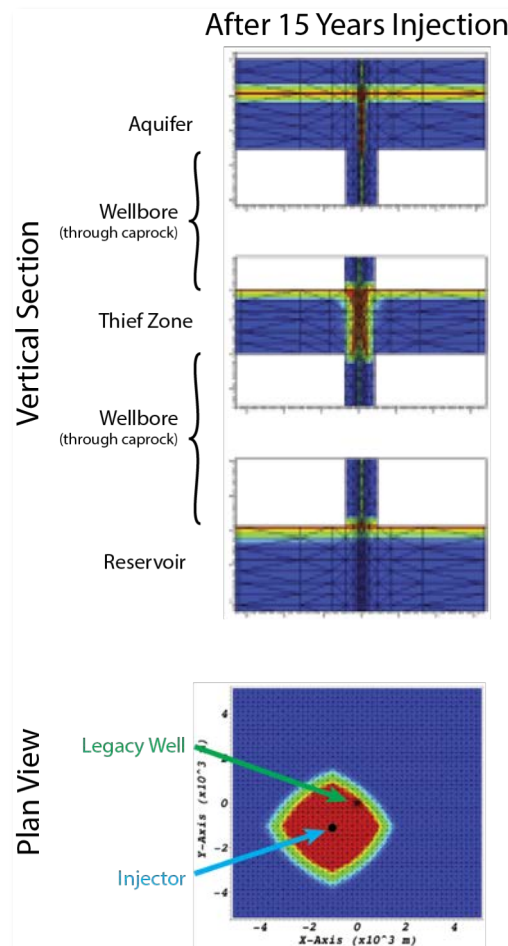 After 15 Years Injection
Vertical Section
Aquifer
Wellbore
(through caprock)
Thief Zone
Wellbore
(through caprock)
Reservoir
Plan View
Legacy Well
Injector
Y-Axis (x10^3 m)
4
2
0
-2
-4
-4
-2
0
2
4
X-Axis (x10^3 m)